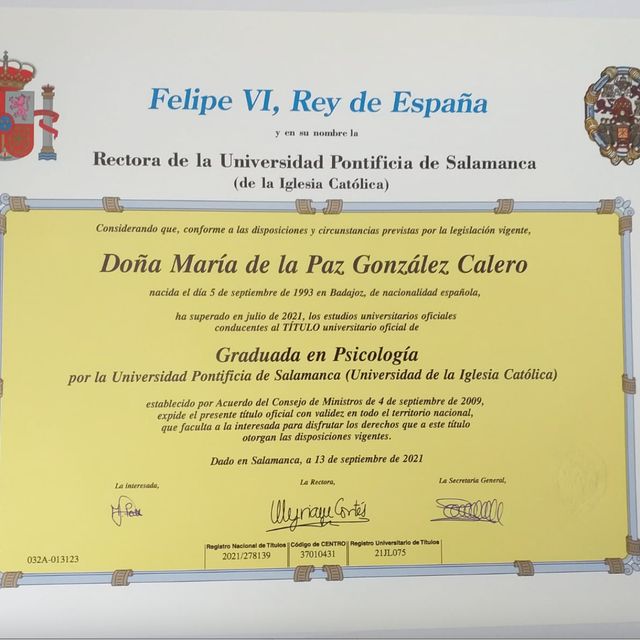 Felipe VI, Rey de España
y en su nombre la
Rectora de la Universidad Pontificia de Salamanca
(de la Iglesia Católica)
Considerando que, conforme a las disposiciones y circunstancias previstas por la legislación vigente,
Doña María de la Paz González Calero
nacida el día 5 de septiembre de 1993 en Badajoz, de nacionalidad española,
ha superado en julio de 2021, los estudios universitarios oficiales
conducentes al TÍTULO universitario oficial de
Graduada en Psicología
por la Universidad Pontificia de Salamanca (Universidad de la Iglesia Católica)
establecido por Acuerdo del Consejo de Ministros de 4 de septiembre de 2009,
expide el presente título oficial con validez en todo el territorio nacional,
que faculta a la interesada para disfrutar los derechos que a este título
otorgan las disposiciones vigentes.
Dado en Salamanca, a 13 de septiembre de 2021
La interesada,
La Rectora,
La Secretaria General,
Registro Nacional de Títulos
Código de CENTRO
Registro Universitario de Títulos
032A-013123
2021/278139
37010431
21JL075